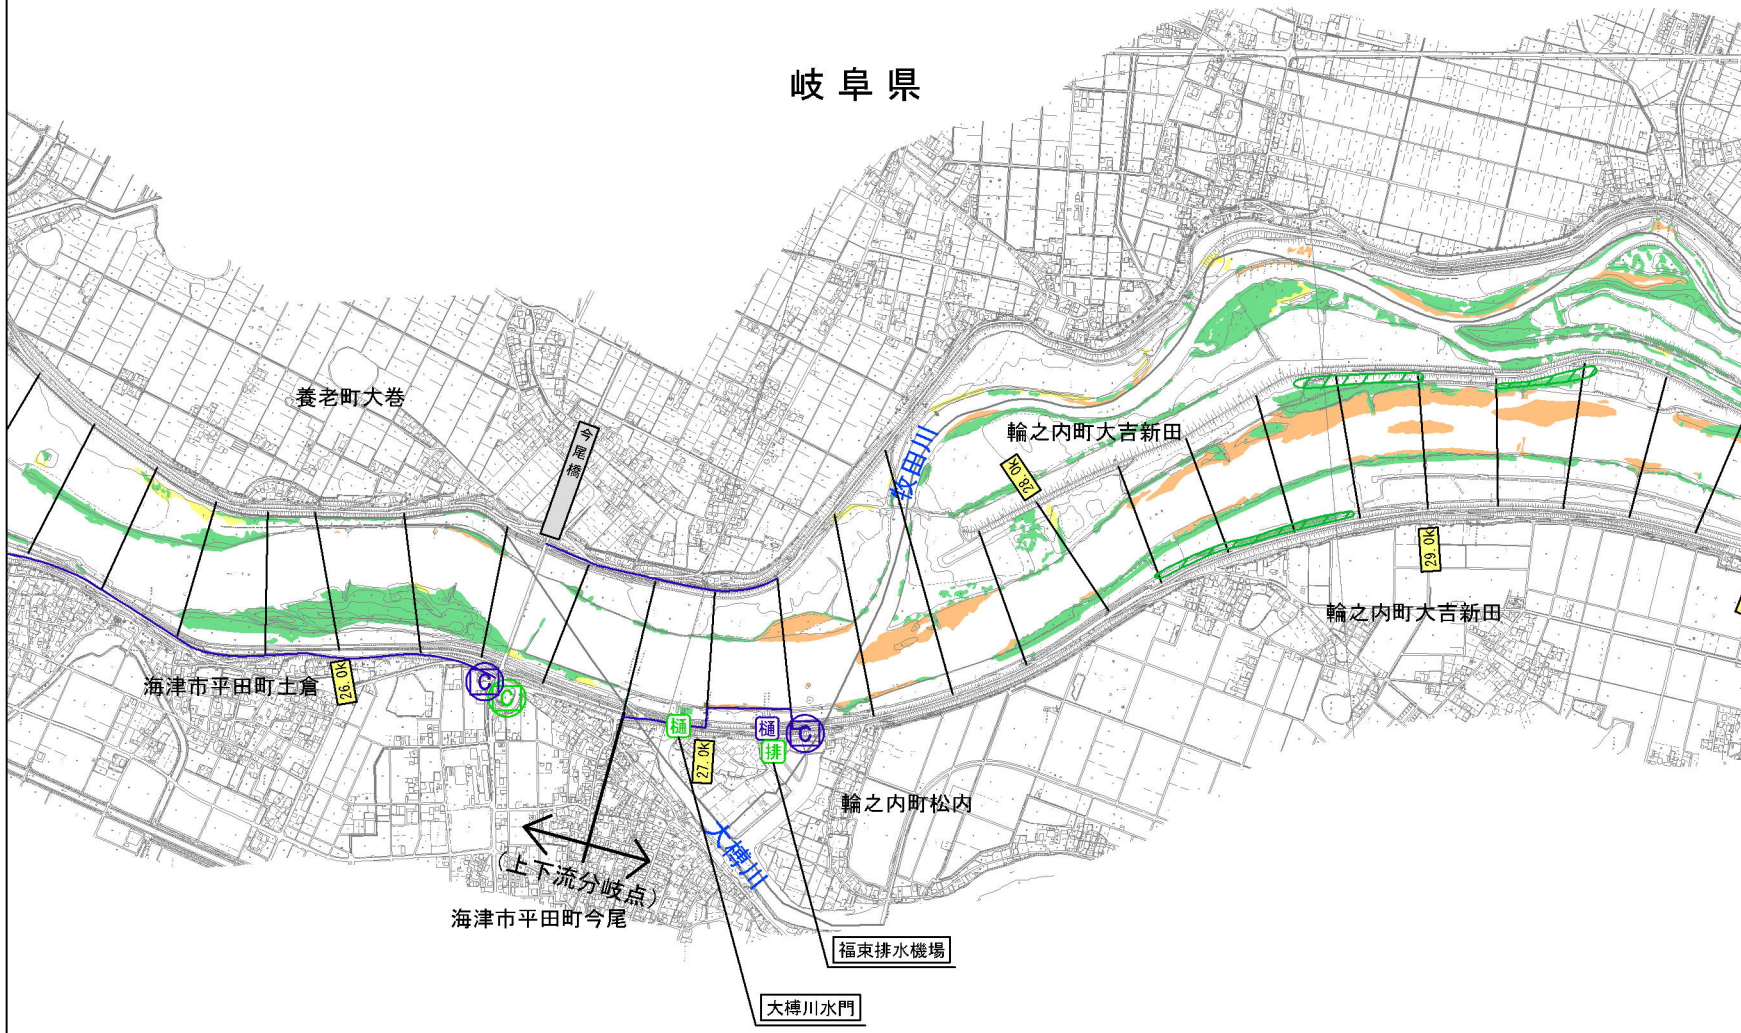 岐阜県
養老町大巻
今尾橋
牧田川
輪之内町大吉新田
28.0K
29.0K
輪之内町大吉新田
海津市平田町土倉
26.0K
C
C
樋
樋
C
排
27.0K
輪之内町松内
大榑川
(上下流分岐点)
海津市平田町今尾
福束排水機場
大榑川水門